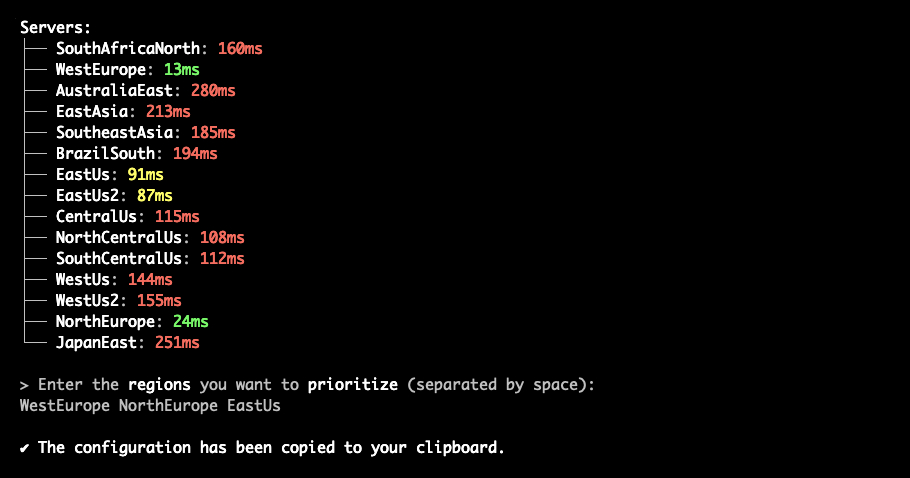 Servers:
├── SouthAfricaNorth: 160ms
├── WestEurope: 13ms
├── AustraliaEast: 280ms
├── EastAsia: 213ms
├── SoutheastAsia: 185ms
├── BrazilSouth: 194ms
├── EastUs: 91ms
├── EastUs2: 87ms
├── CentralUs: 115ms
├── NorthCentralUs: 108ms
├── SouthCentralUs: 112ms
├── WestUs: 144ms
├── WestUs2: 155ms
├── NorthEurope: 24ms
└── JapanEast: 251ms
> Enter the regions you want to prioritize (separated by space):
WestEurope NorthEurope EastUs
✔ The configuration has been copied to your clipboard.